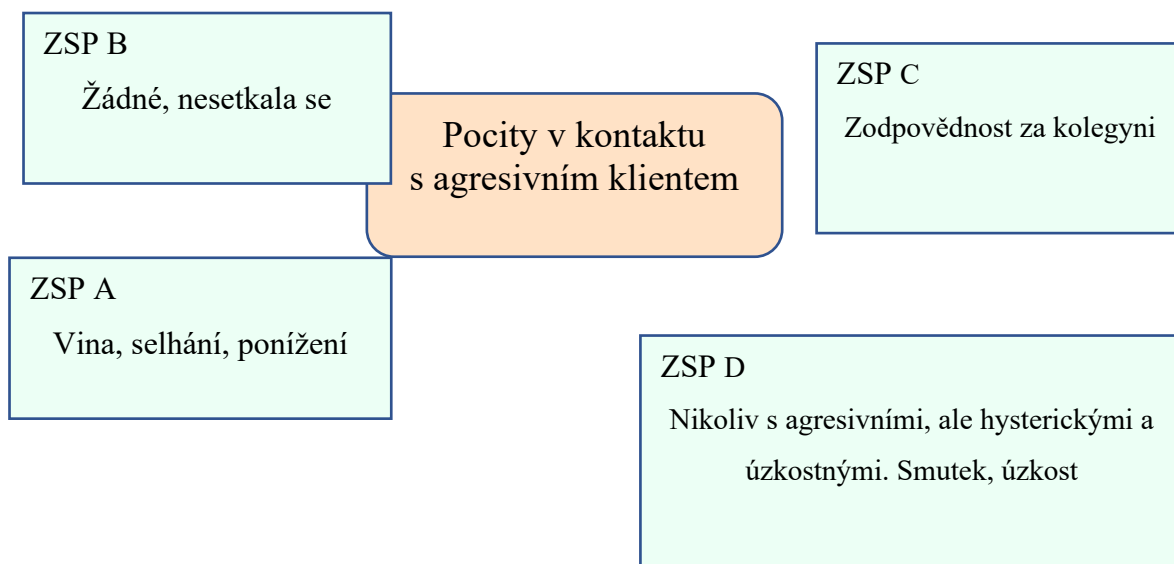 ZSP B
Žádné, nesetkala se
Pocity v kontaktu
s agresivním klientem
ZSP C
Zodpovědnost za kolegyni
ZSP A
Vina, selhání, ponížení
ZSP D
Nikoliv s agresivními, ale hysterickými a
úzkostnými. Smutek, úzkost